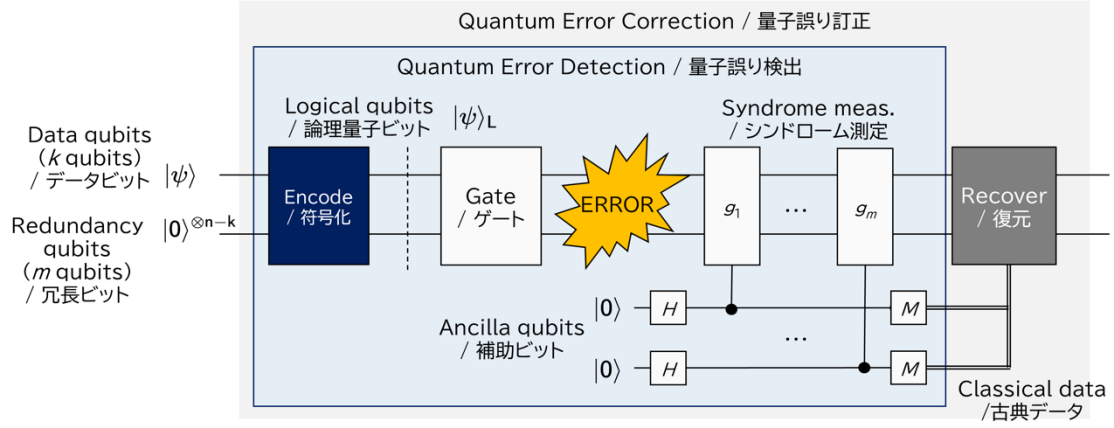 Quantum Error Correction / 量子誤り訂正
Quantum Error Detection / 量子誤り検出
Logical qubits
/ 論理量子ビット
|ψ⟩L
Syndrome meas.
/ シンドローム測定
Data qubits
(k qubits)
/ データビット
|ψ⟩
Redundancy
qubits
(m qubits)
/ 冗長ビット
|0⟩⊗n−k
Encode
/ 符号化
Gate
/ ゲート
ERROR
g1
...
gm
Recover
/ 復元
Ancilla qubits
/ 補助ビット
|0⟩
H
M
...
|0⟩
H
M
Classical data
/古典データ